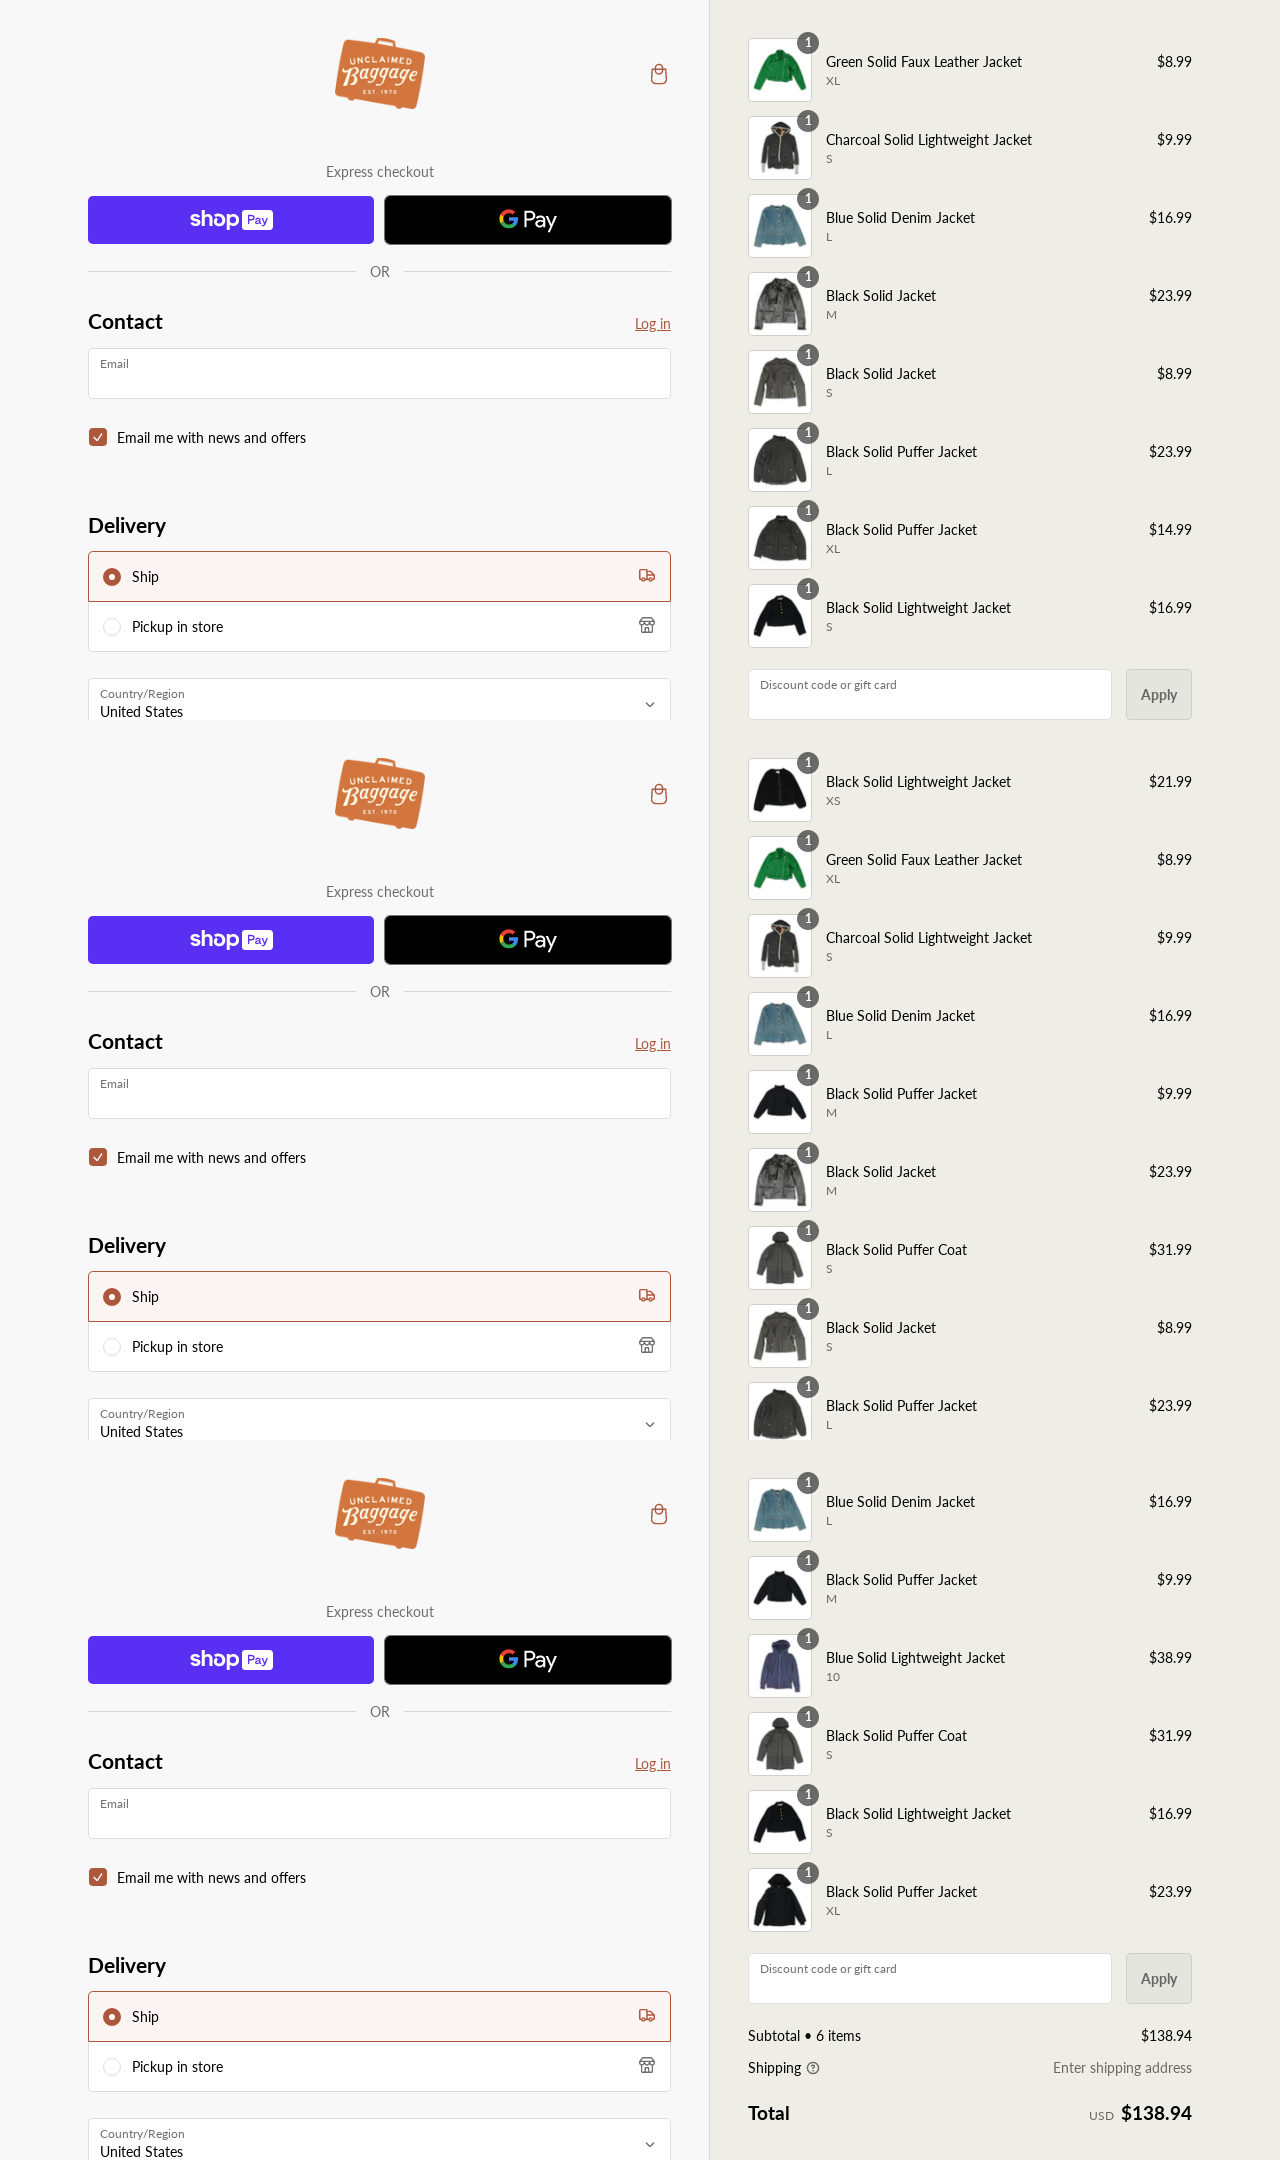 UNCLAIMED
Baggage
EST. 1970
Express checkout
shop Pay
G Pay
OR
Contact
Log in
Email
Email me with news and offers
Delivery
Ship
Pickup in store
Country/Region
United States
1
Green Solid Faux Leather Jacket $8.99
XL
1
Charcoal Solid Lightweight Jacket $9.99
S
1
Blue Solid Denim Jacket $16.99
L
1
Black Solid Jacket $23.99
M
1
Black Solid Jacket $8.99
S
1
Black Solid Puffer Jacket $23.99
L
1
Black Solid Puffer Jacket $14.99
XL
1
Black Solid Lightweight Jacket $16.99
S
Discount code or gift card
Apply
UNCLAIMED
Baggage
EST. 1970
Express checkout
shop Pay
G Pay
OR
Contact
Log in
Email
Email me with news and offers
Delivery
Ship
Pickup in store
Country/Region
United States
1
Black Solid Lightweight Jacket $21.99
XS
1
Green Solid Faux Leather Jacket $8.99
XL
1
Charcoal Solid Lightweight Jacket $9.99
S
1
Blue Solid Denim Jacket $16.99
L
1
Black Solid Puffer Jacket $9.99
M
1
Black Solid Jacket $23.99
M
1
Black Solid Puffer Coat $31.99
S
1
Black Solid Jacket $8.99
S
1
Black Solid Puffer Jacket $23.99
L
UNCLAIMED
Baggage
EST. 1970
Express checkout
shop Pay
G Pay
OR
Contact
Log in
Email
Email me with news and offers
Delivery
Ship
Pickup in store
Country/Region
United States
1
Blue Solid Denim Jacket $16.99
L
1
Black Solid Puffer Jacket $9.99
M
1
Blue Solid Lightweight Jacket $38.99
10
1
Black Solid Puffer Coat $31.99
S
1
Black Solid Lightweight Jacket $16.99
S
1
Black Solid Puffer Jacket $23.99
XL
Discount code or gift card
Apply
Subtotal • 6 items $138.94
Shipping Enter shipping address
Total USD $138.94